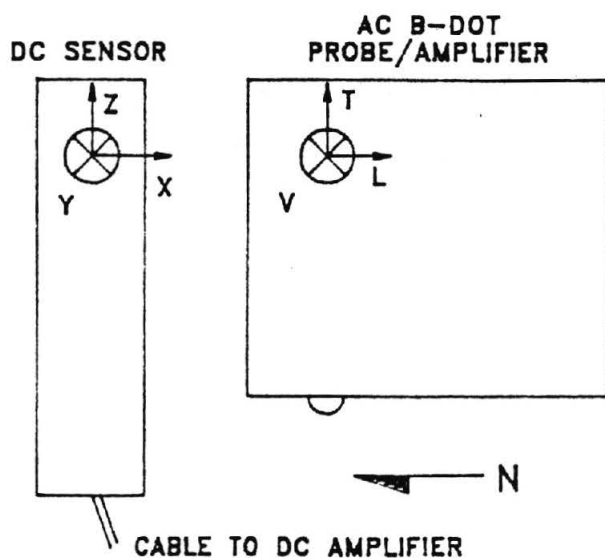 DC SENSOR
AC B-DOT
PROBE/AMPLIFIER
Z
X
Y
T
L
V
N
CABLE TO DC AMPLIFIER